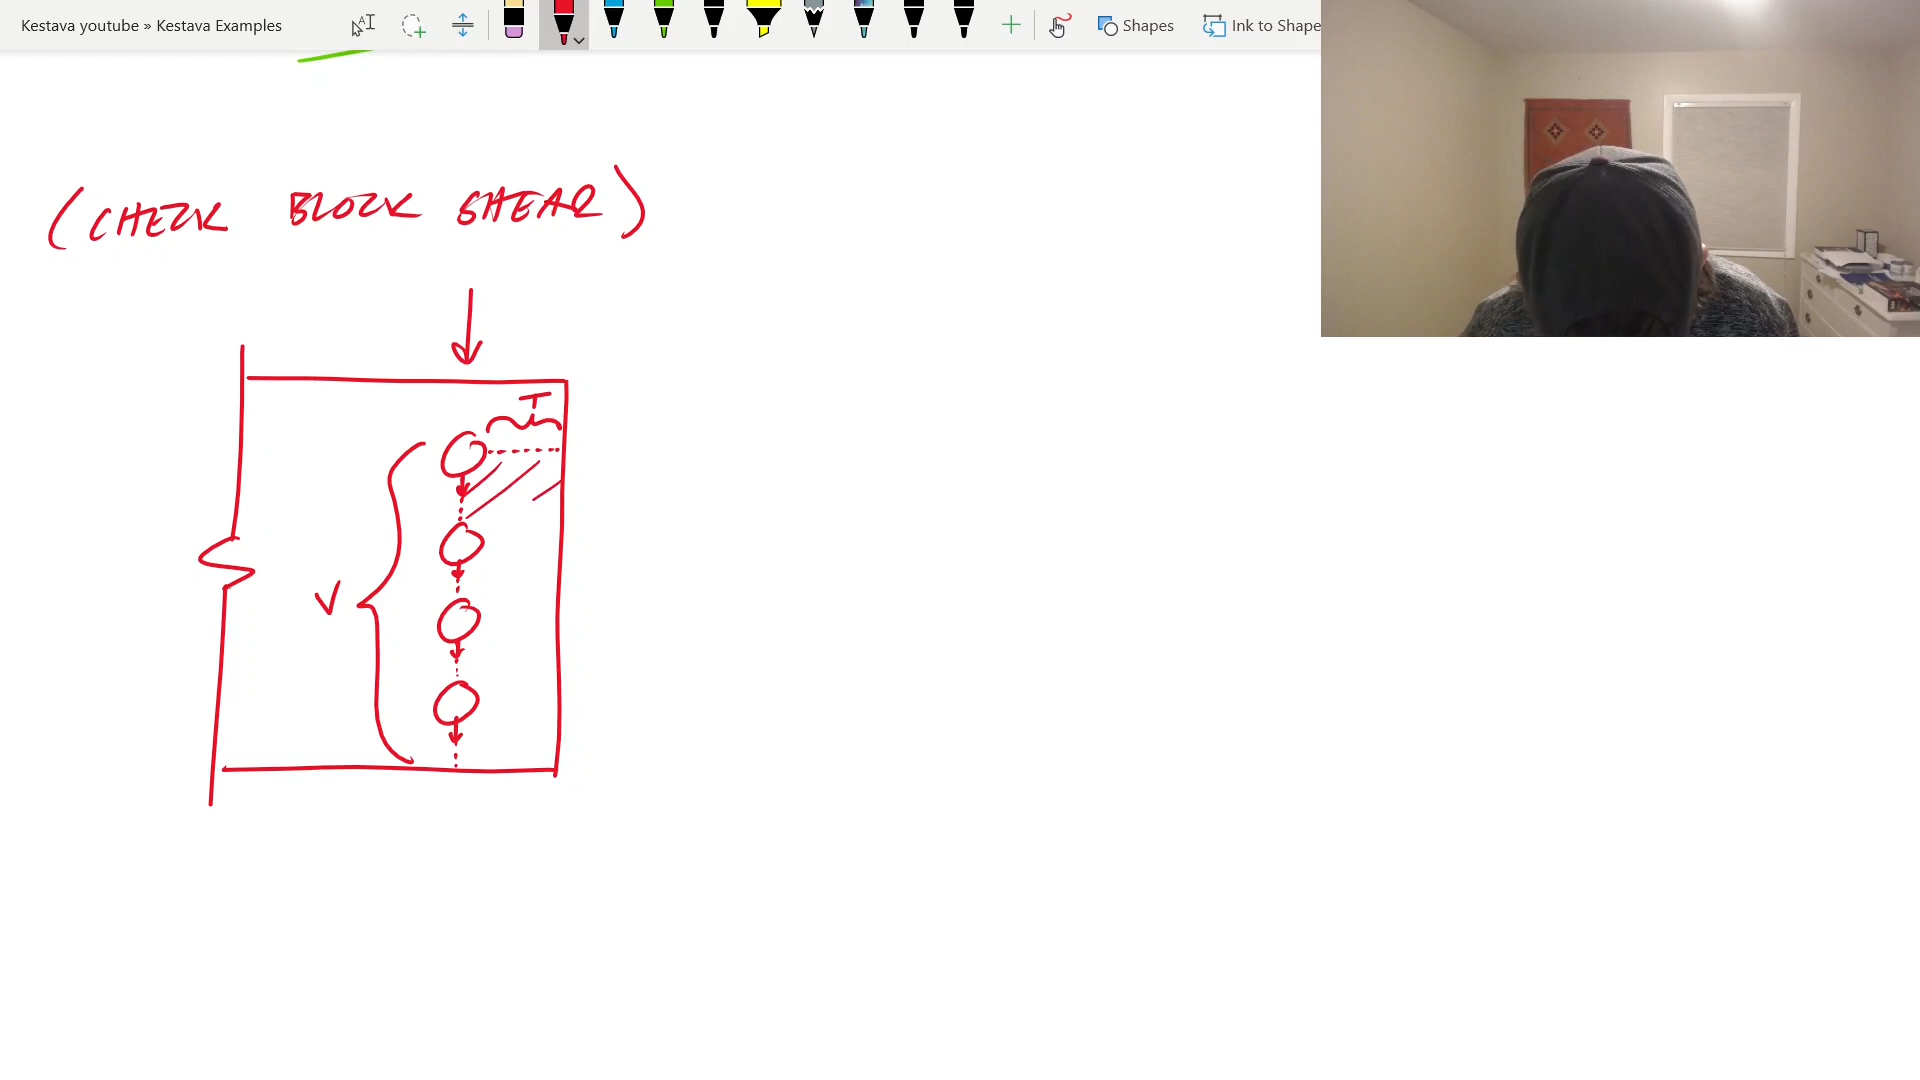 Kestava youtube » Kestava Examples
Shapes
Ink to Shape
(CHECK BLOCK SHEAR)
T
V